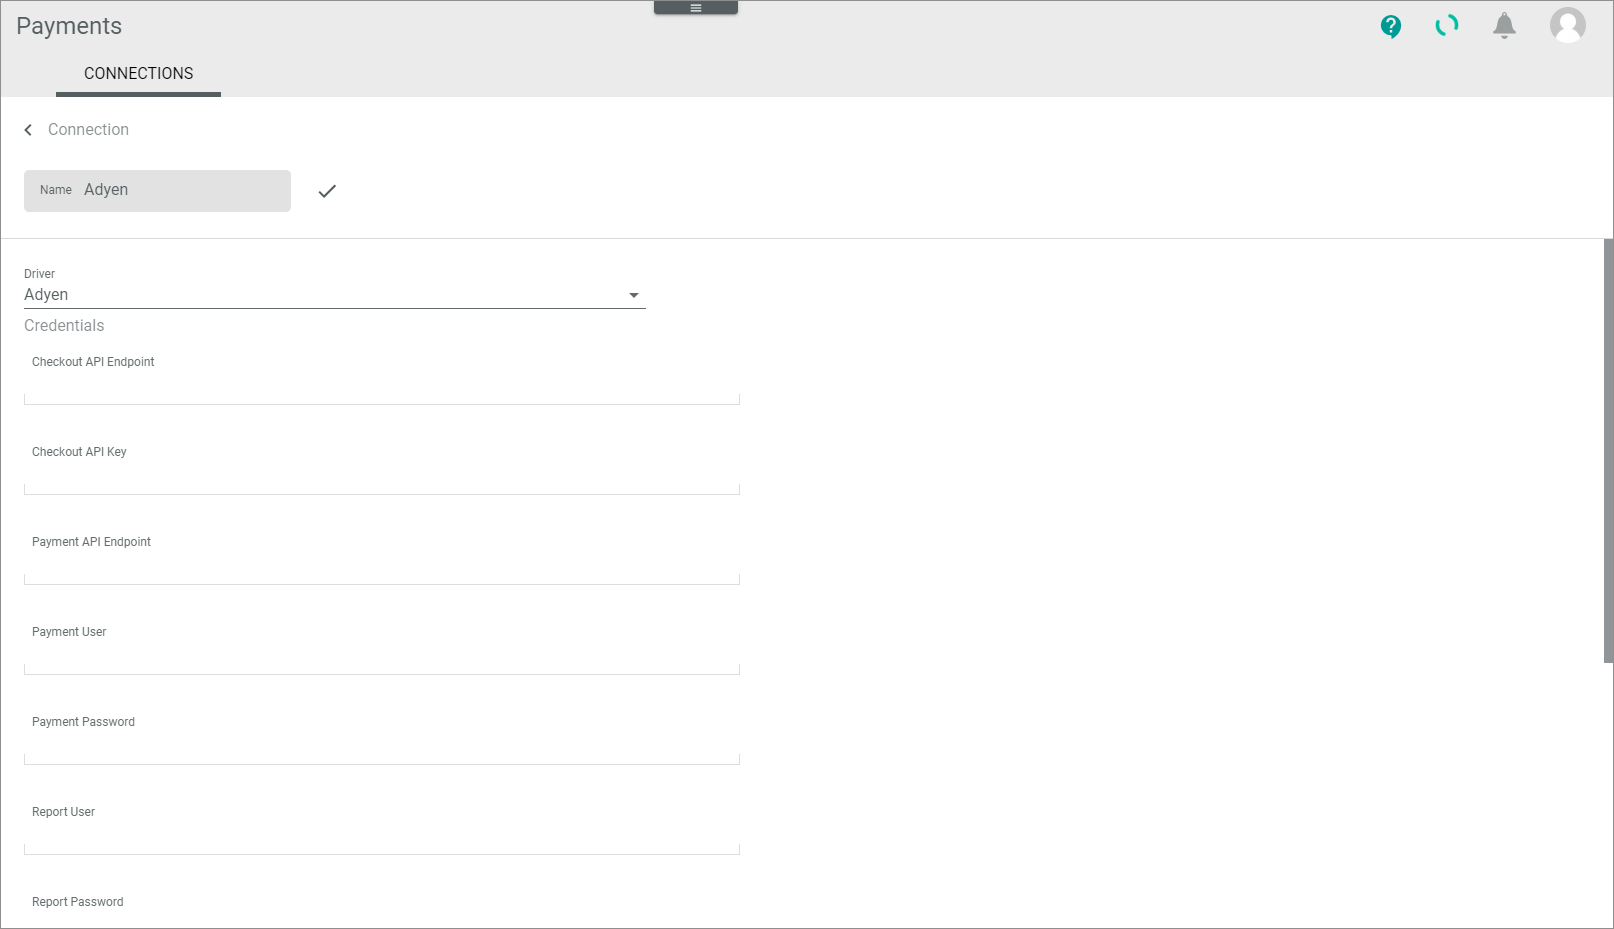 Payments
CONNECTIONS
Connection
Name Adyen
Driver
Adyen
Credentials
Checkout API Endpoint
Checkout API Key
Payment API Endpoint
Payment User
Payment Password
Report User
Report Password